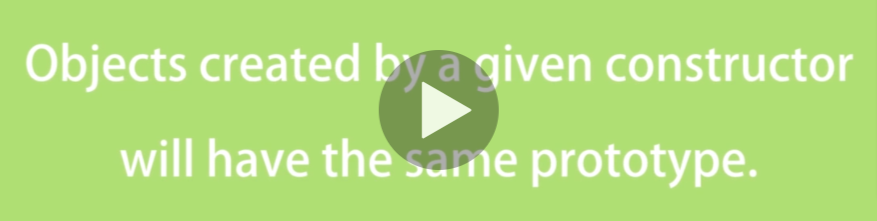 Objects created by a given constructor
will have the same prototype.